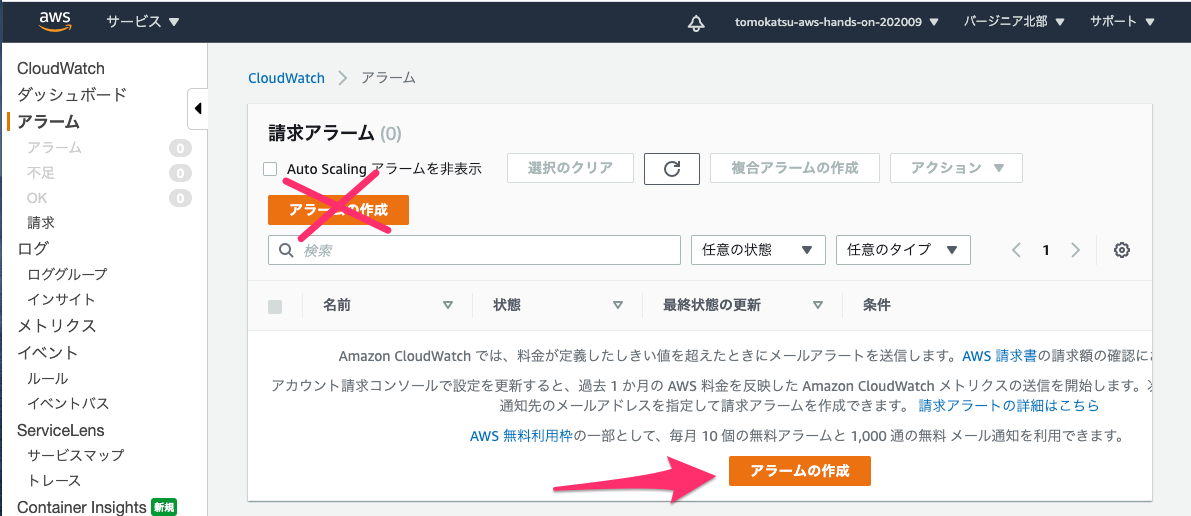 aws サービス tomokatsu-aws-hands-on-202009 バージニア北部 サポート
CloudWatch
ダッシュボード
アラーム
アラーム 0
不足 0
OK 0
請求
ログ
ロググループ
インサイト
メトリクス
イベント
ルール
イベントバス
ServiceLens
サービスマップ
トレース
Container Insights 新規
CloudWatch アラーム
請求アラーム (0)
Auto Scaling アラームを非表示 選択のクリア 複合アラームの作成 アクション
アラームの作成
検索 任意の状態 任意のタイプ 1
名前 状態 最終状態の更新 条件
Amazon CloudWatch では、料金が定義したしきい値を超えたときにメールアラートを送信します。AWS 請求書の請求額の確認に
アカウント請求コンソールで設定を更新すると、過去 1 か月の AWS 料金を反映した Amazon CloudWatch メトリクスの送信を開始します。
通知先のメールアドレスを指定して請求アラームを作成できます。 請求アラートの詳細はこちら
AWS 無料利用枠の一部として、毎月 10 個の無料アラームと 1,000 通の無料 メール通知を利用できます。
アラームの作成